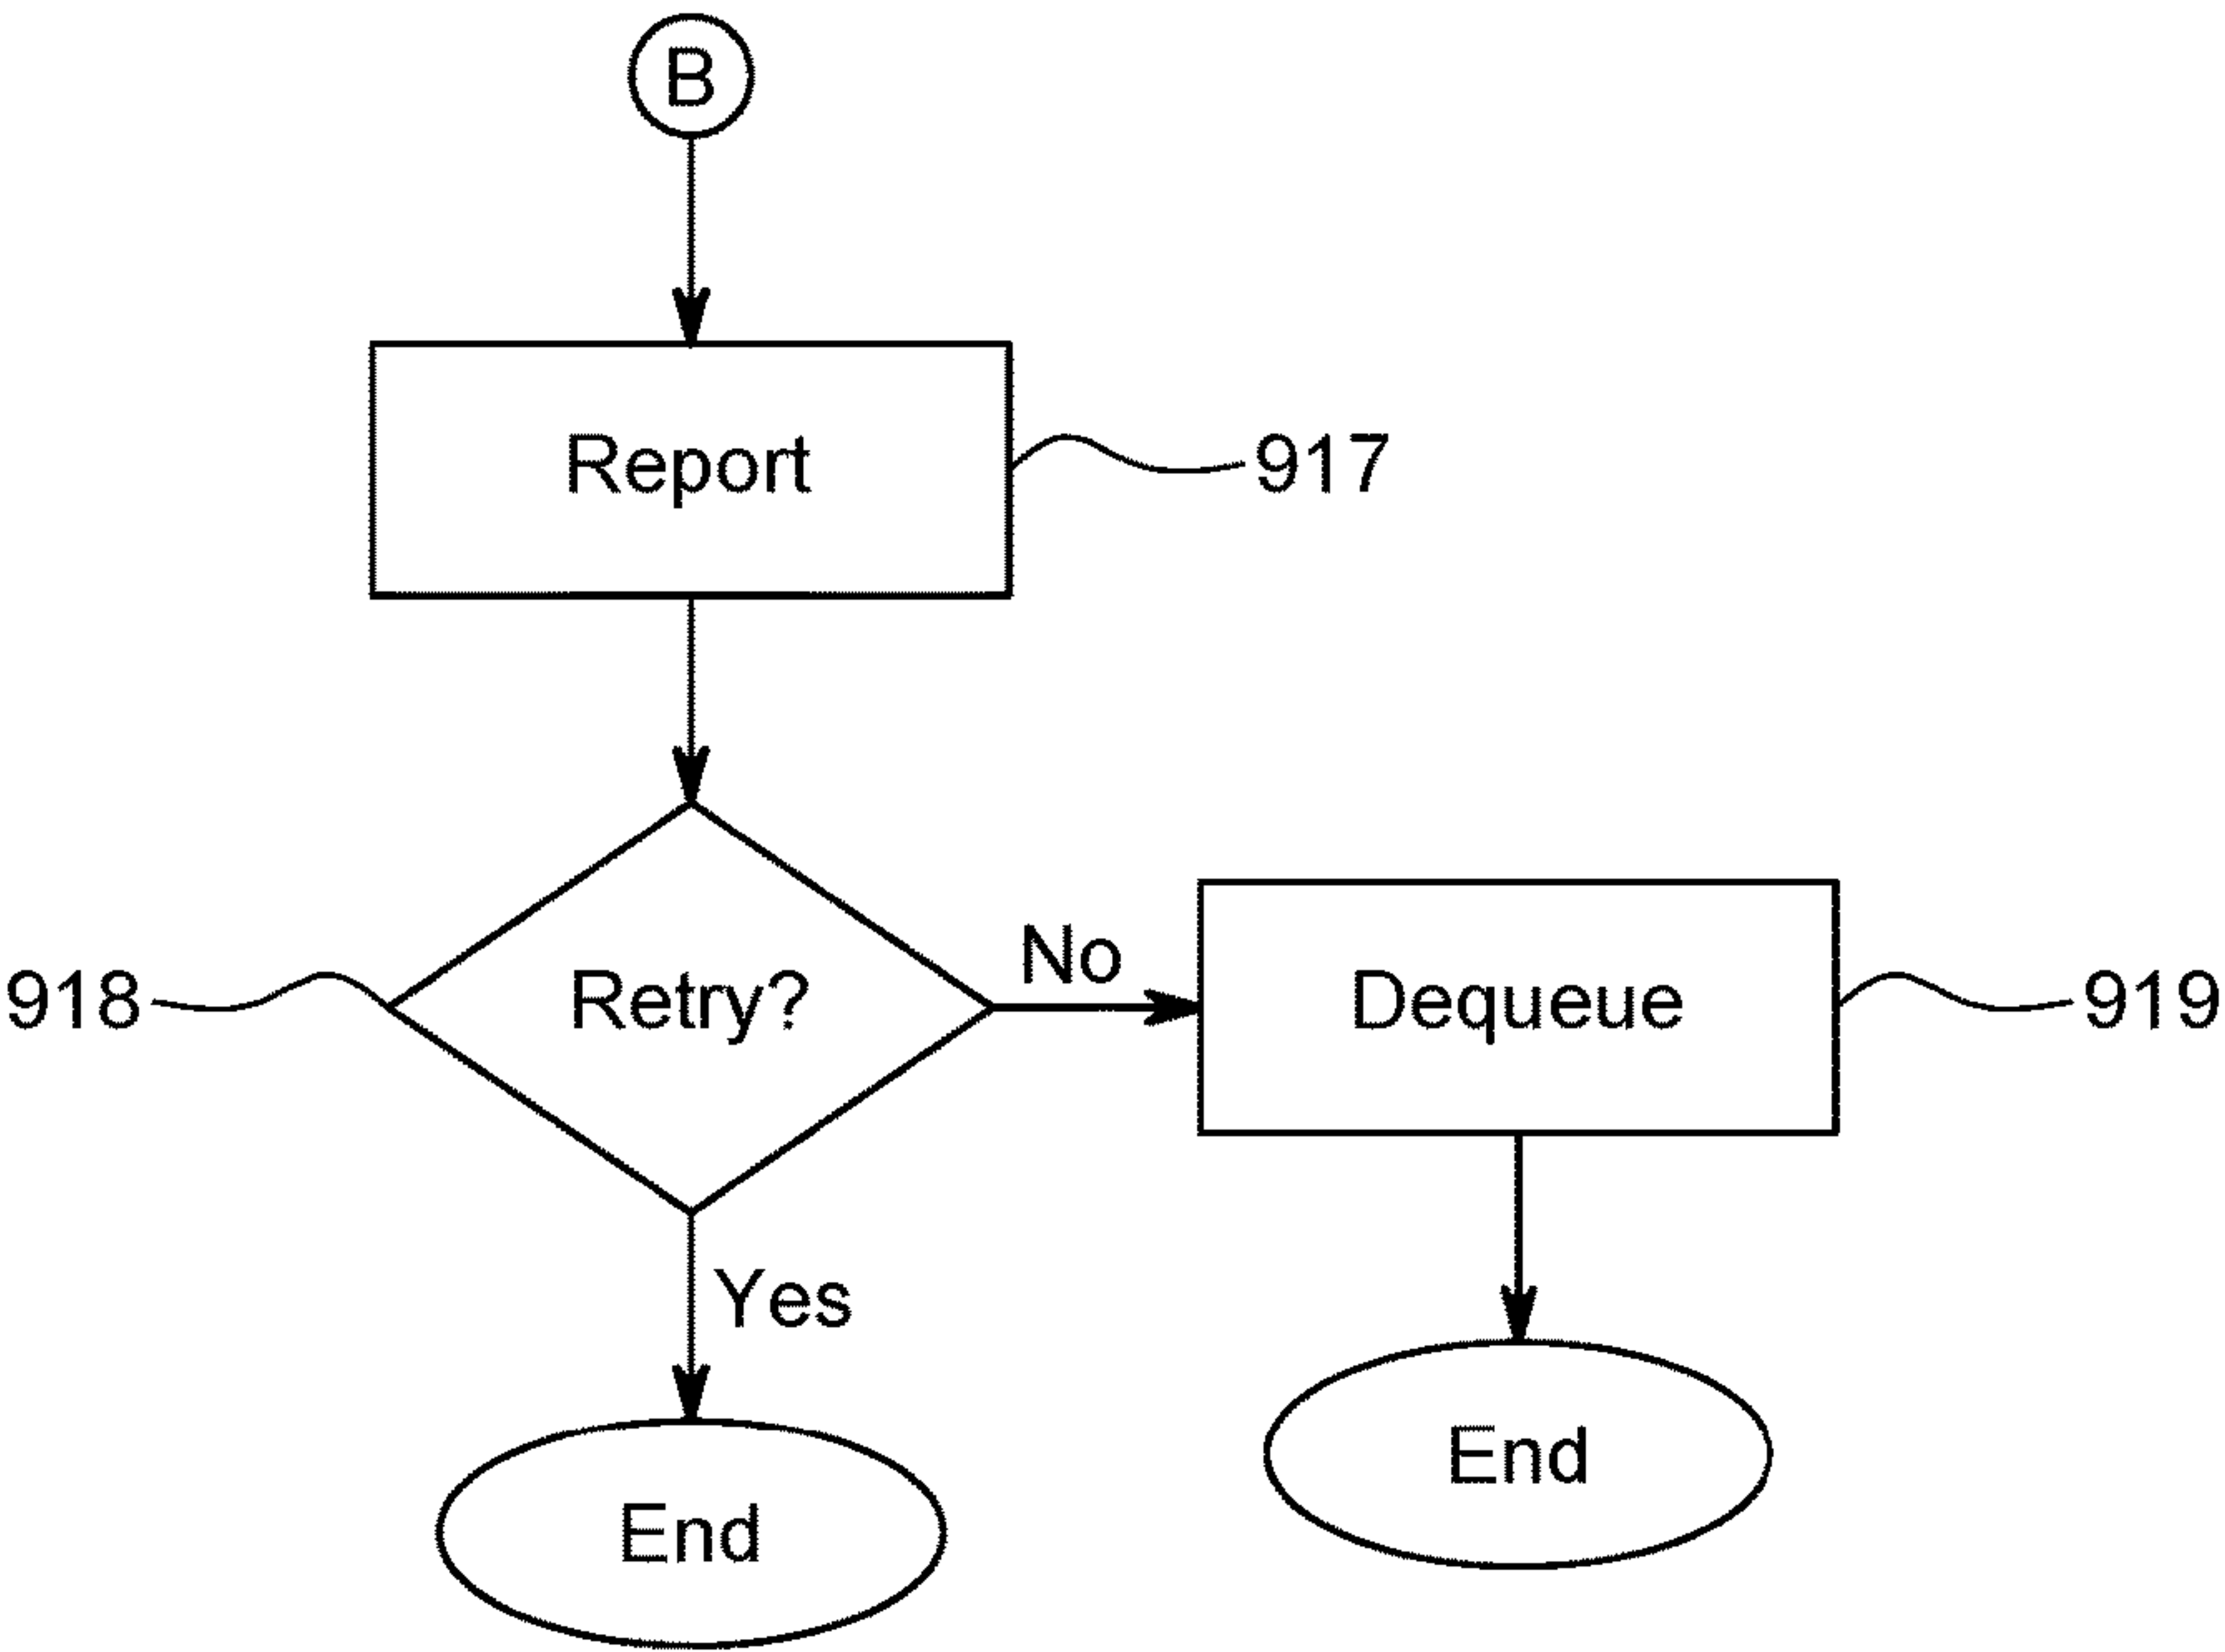 B
Report
917
918
Retry?
No
Dequeue
919
Yes
End
End